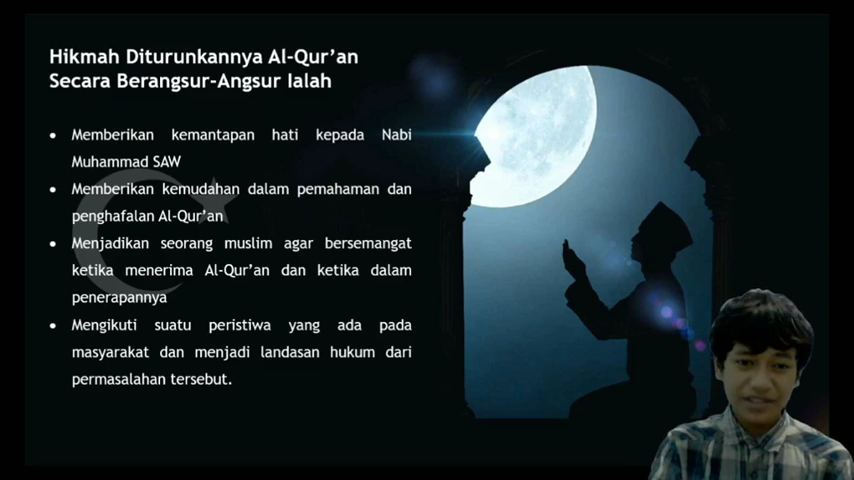 Hikmah Diturunkannya Al-Qur'an
Secara Berangsur-Angsur Ialah
• Memberikan kemantapan hati kepada Nabi
Muhammad SAW
• Memberikan kemudahan dalam pemahaman dan
penghafalan Al-Qur'an
• Menjadikan seorang muslim agar bersemangat
ketika menerima Al-Qur'an dan ketika dalam
penerapannya
• Mengikuti suatu peristiwa yang ada pada
masyarakat dan menjadi landasan hukum dari
permasalahan tersebut.